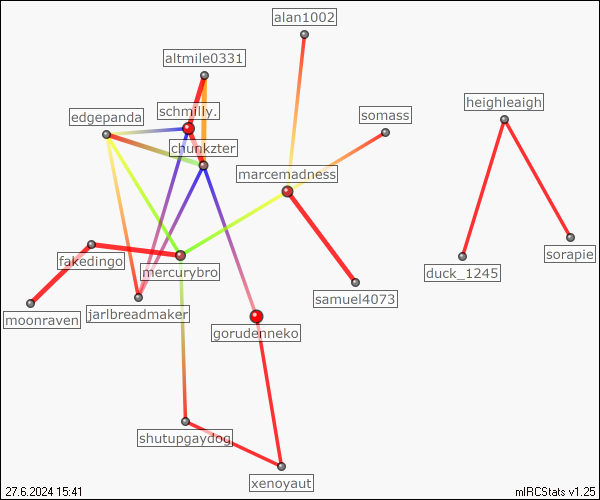 alan1002
altmile0331
heighleaigh
schmilly.
somass
edgepanda
chunkzter
marcemadness
sorapie
fakedingo
mercurybro
duck_1245
samuel4073
jarlbreadmaker
moonraven
gorudenneko
shutupgaydog
xenoyaut
27.6.2024 15:41
mIRCStats v1.25